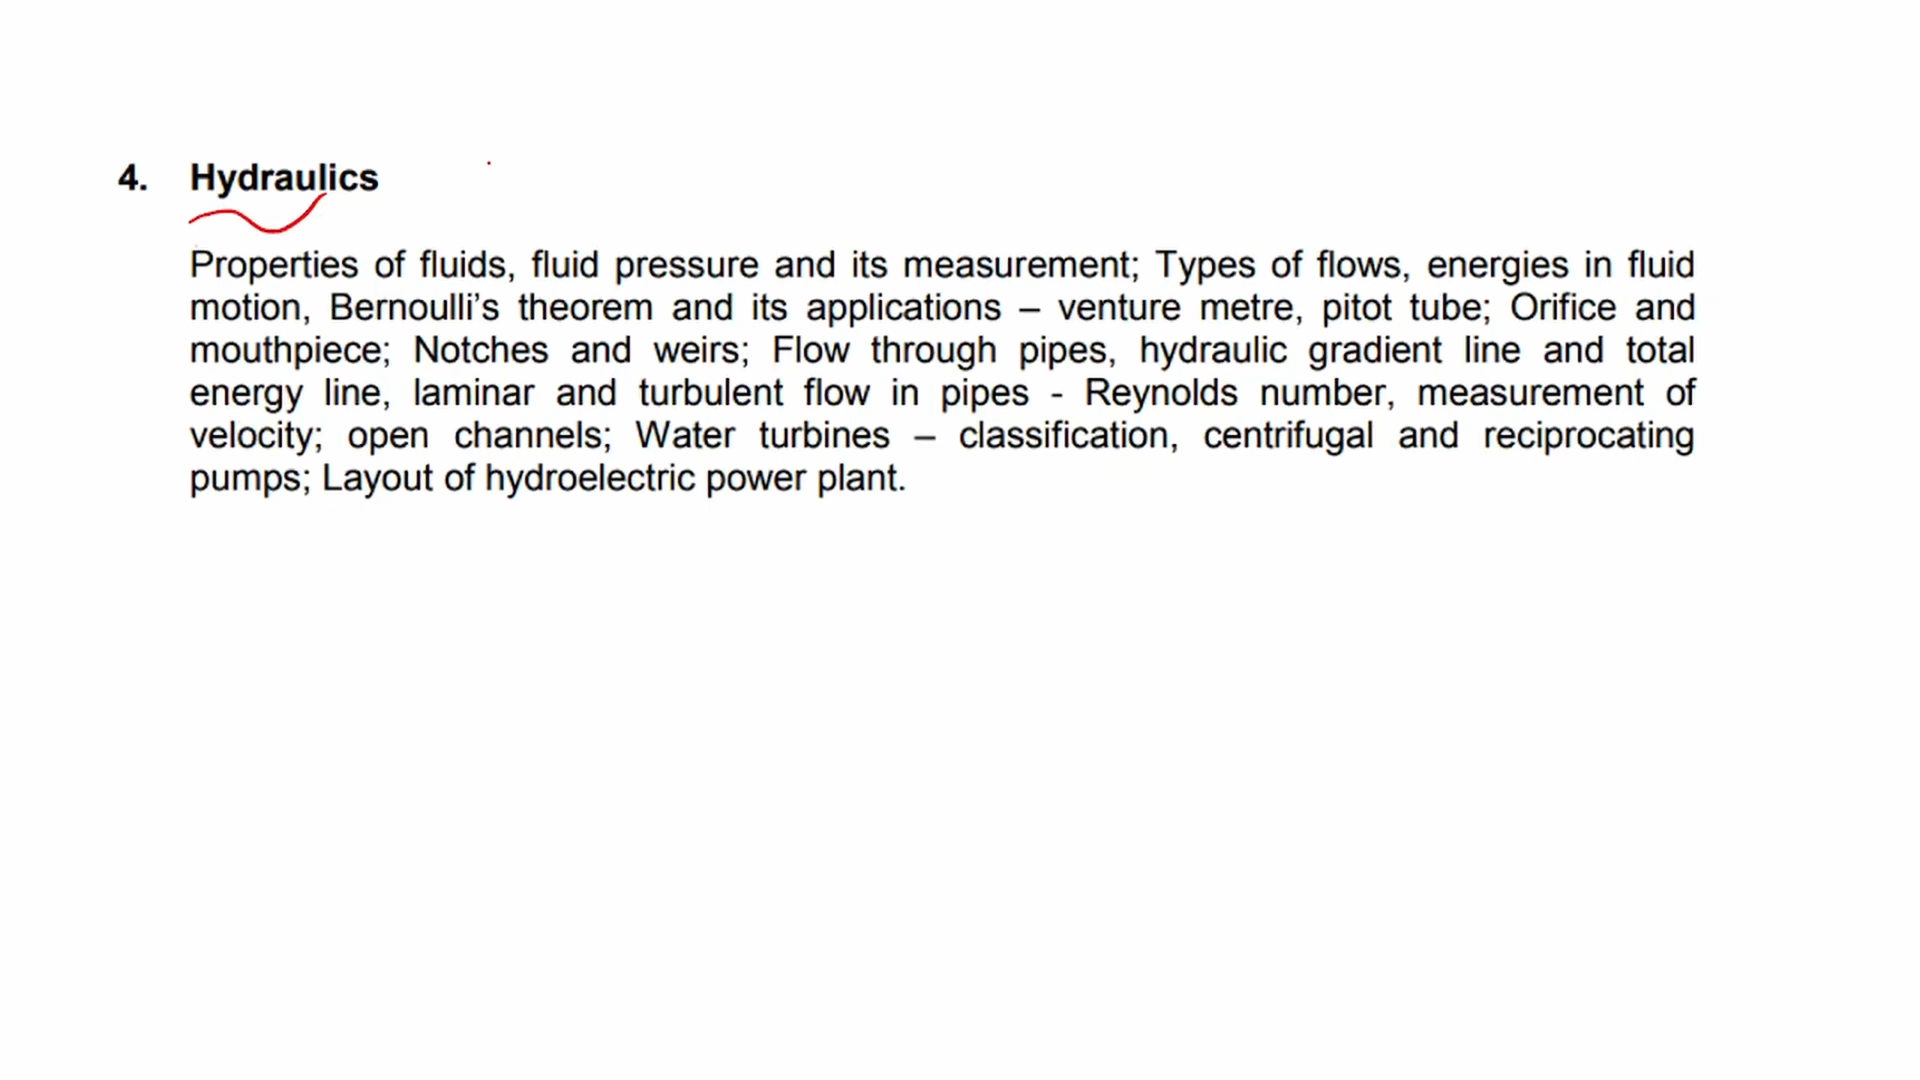 4. Hydraulics
Properties of fluids, fluid pressure and its measurement; Types of flows, energies in fluid
motion, Bernoulli’s theorem and its applications – venture metre, pitot tube; Orifice and
mouthpiece; Notches and weirs; Flow through pipes, hydraulic gradient line and total
energy line, laminar and turbulent flow in pipes - Reynolds number, measurement of
velocity; open channels; Water turbines – classification, centrifugal and reciprocating
pumps; Layout of hydroelectric power plant.